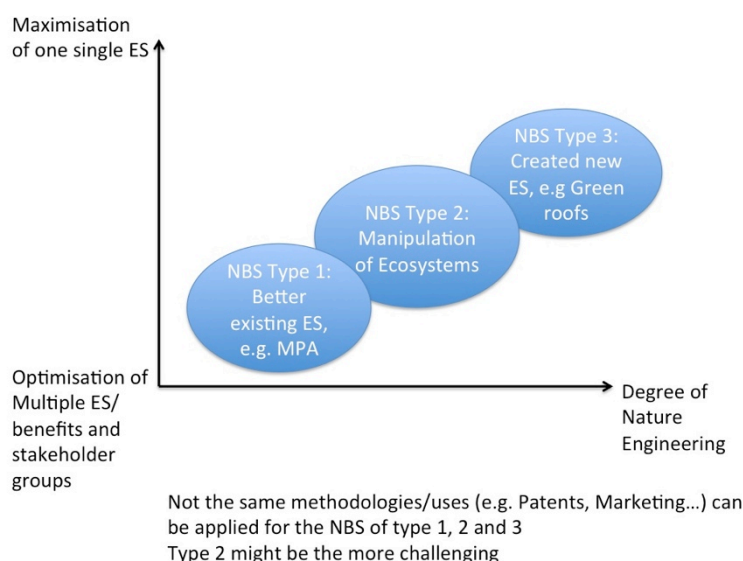 Maximisation
of one single ES
NBS Type 3:
Created new
ES, e.g Green
roofs
NBS Type 2:
Manipulation
of Ecosystems
NBS Type 1:
Better
existing ES,
e.g. MPA
Optimisation of
Multiple ES/
benefits and
stakeholder
groups
Degree of
Nature
Engineering
Not the same methodologies/uses (e.g. Patents, Marketing...) can
be applied for the NBS of type 1, 2 and 3
Type 2 might be the more challenging